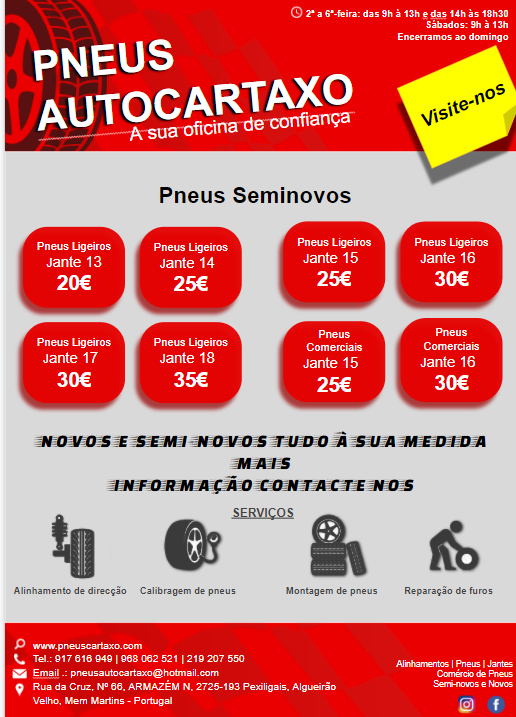 2ª a 6ª-feira: das 9h à 13h e das 14h às 18h30
Sábados: 9h à 13h
Encerramos ao domingo
PNEUS
AUTOCARTAXO
A sua oficina de confiança
Visite-nos
Pneus Seminovos
Pneus Ligeiros
Jante 13
20€
Pneus Ligeiros
Jante 14
25€
Pneus Ligeiros
Jante 15
25€
Pneus Ligeiros
Jante 16
30€
Pneus Ligeiros
Jante 17
30€
Pneus Ligeiros
Jante 18
35€
Pneus
Comerciais
Jante 15
25€
Pneus
Comerciais
Jante 16
30€
NOVOS E SEMI-NOVOS TUDO À SUA MEDIDA
MAIS
INFORMAÇÃO CONTACTE NOS
SERVIÇOS
Alinhamento de direcção
Calibragem de pneus
Montagem de pneus
Reparação de furos
www.pneuscartaxo.com
Tel.: 917 616 949 | 968 062 521 | 219 207 550
Email .: pneusautocartaxo@hotmail.com
Rua da Cruz, Nº 66, ARMAZÉM N, 2725-193 Pexiligais, Algueirão
Velho, Mem Martins - Portugal
Alinhamentos | Pneus | Jantes
Comércio de Pneus
Semi-novos e Novos